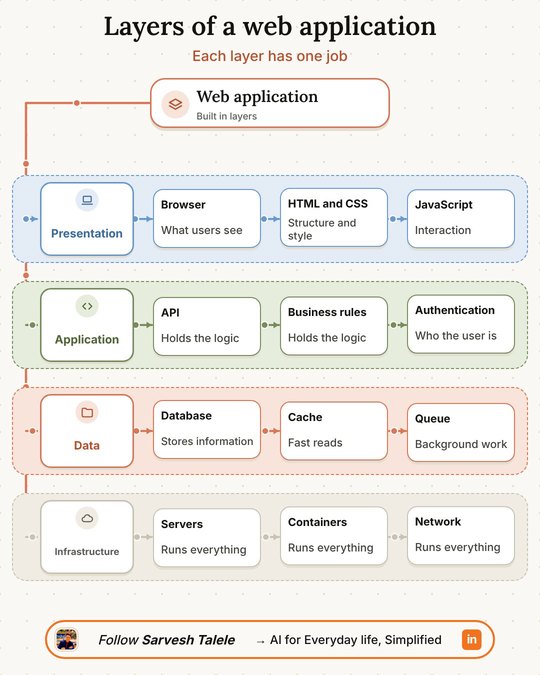 Layers of a web application
Each layer has one job
Web application
Built in layers
Presentation
Browser
What users see
HTML and CSS
Structure and
style
JavaScript
Interaction
Application
API
Holds the logic
Business rules
Holds the logic
Authentication
Who the user is
Data
Database
Stores information
Cache
Fast reads
Queue
Background work
Infrastructure
Servers
Runs everything
Containers
Runs everything
Network
Runs everything
Follow Sarvesh Talele → AI for Everyday life, Simplified in